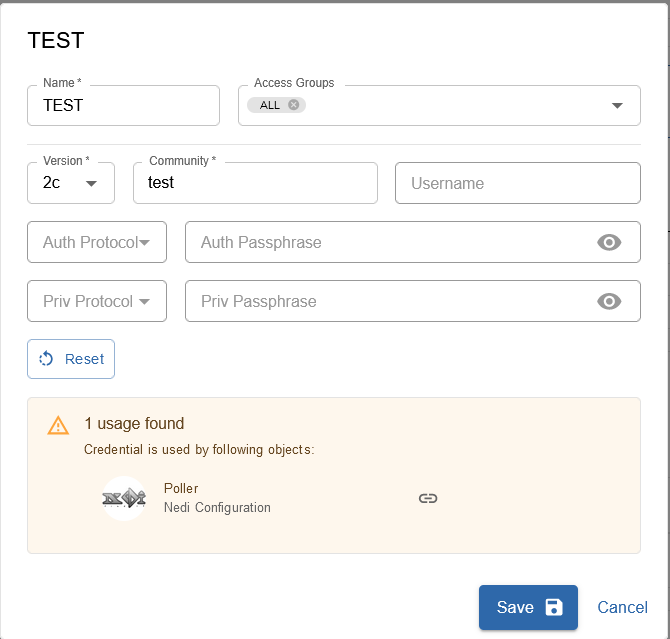 TEST
Name *
Access Groups
TEST
ALL
Version *
Community *
2c
test
Username
Auth Protocol
Auth Passphrase
Priv Protocol
Priv Passphrase
Reset
1 usage found
Credential is used by following objects:
Poller
Nedi Configuration
Save
Cancel